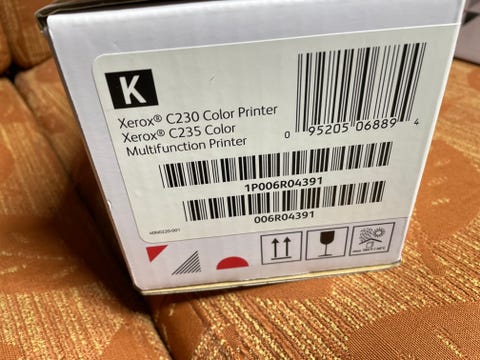 K
Xerox® C230 Color Printer
Xerox® C235 Color
Multifunction Printer
0 95205 06889 4
1P006R04391
006R04391